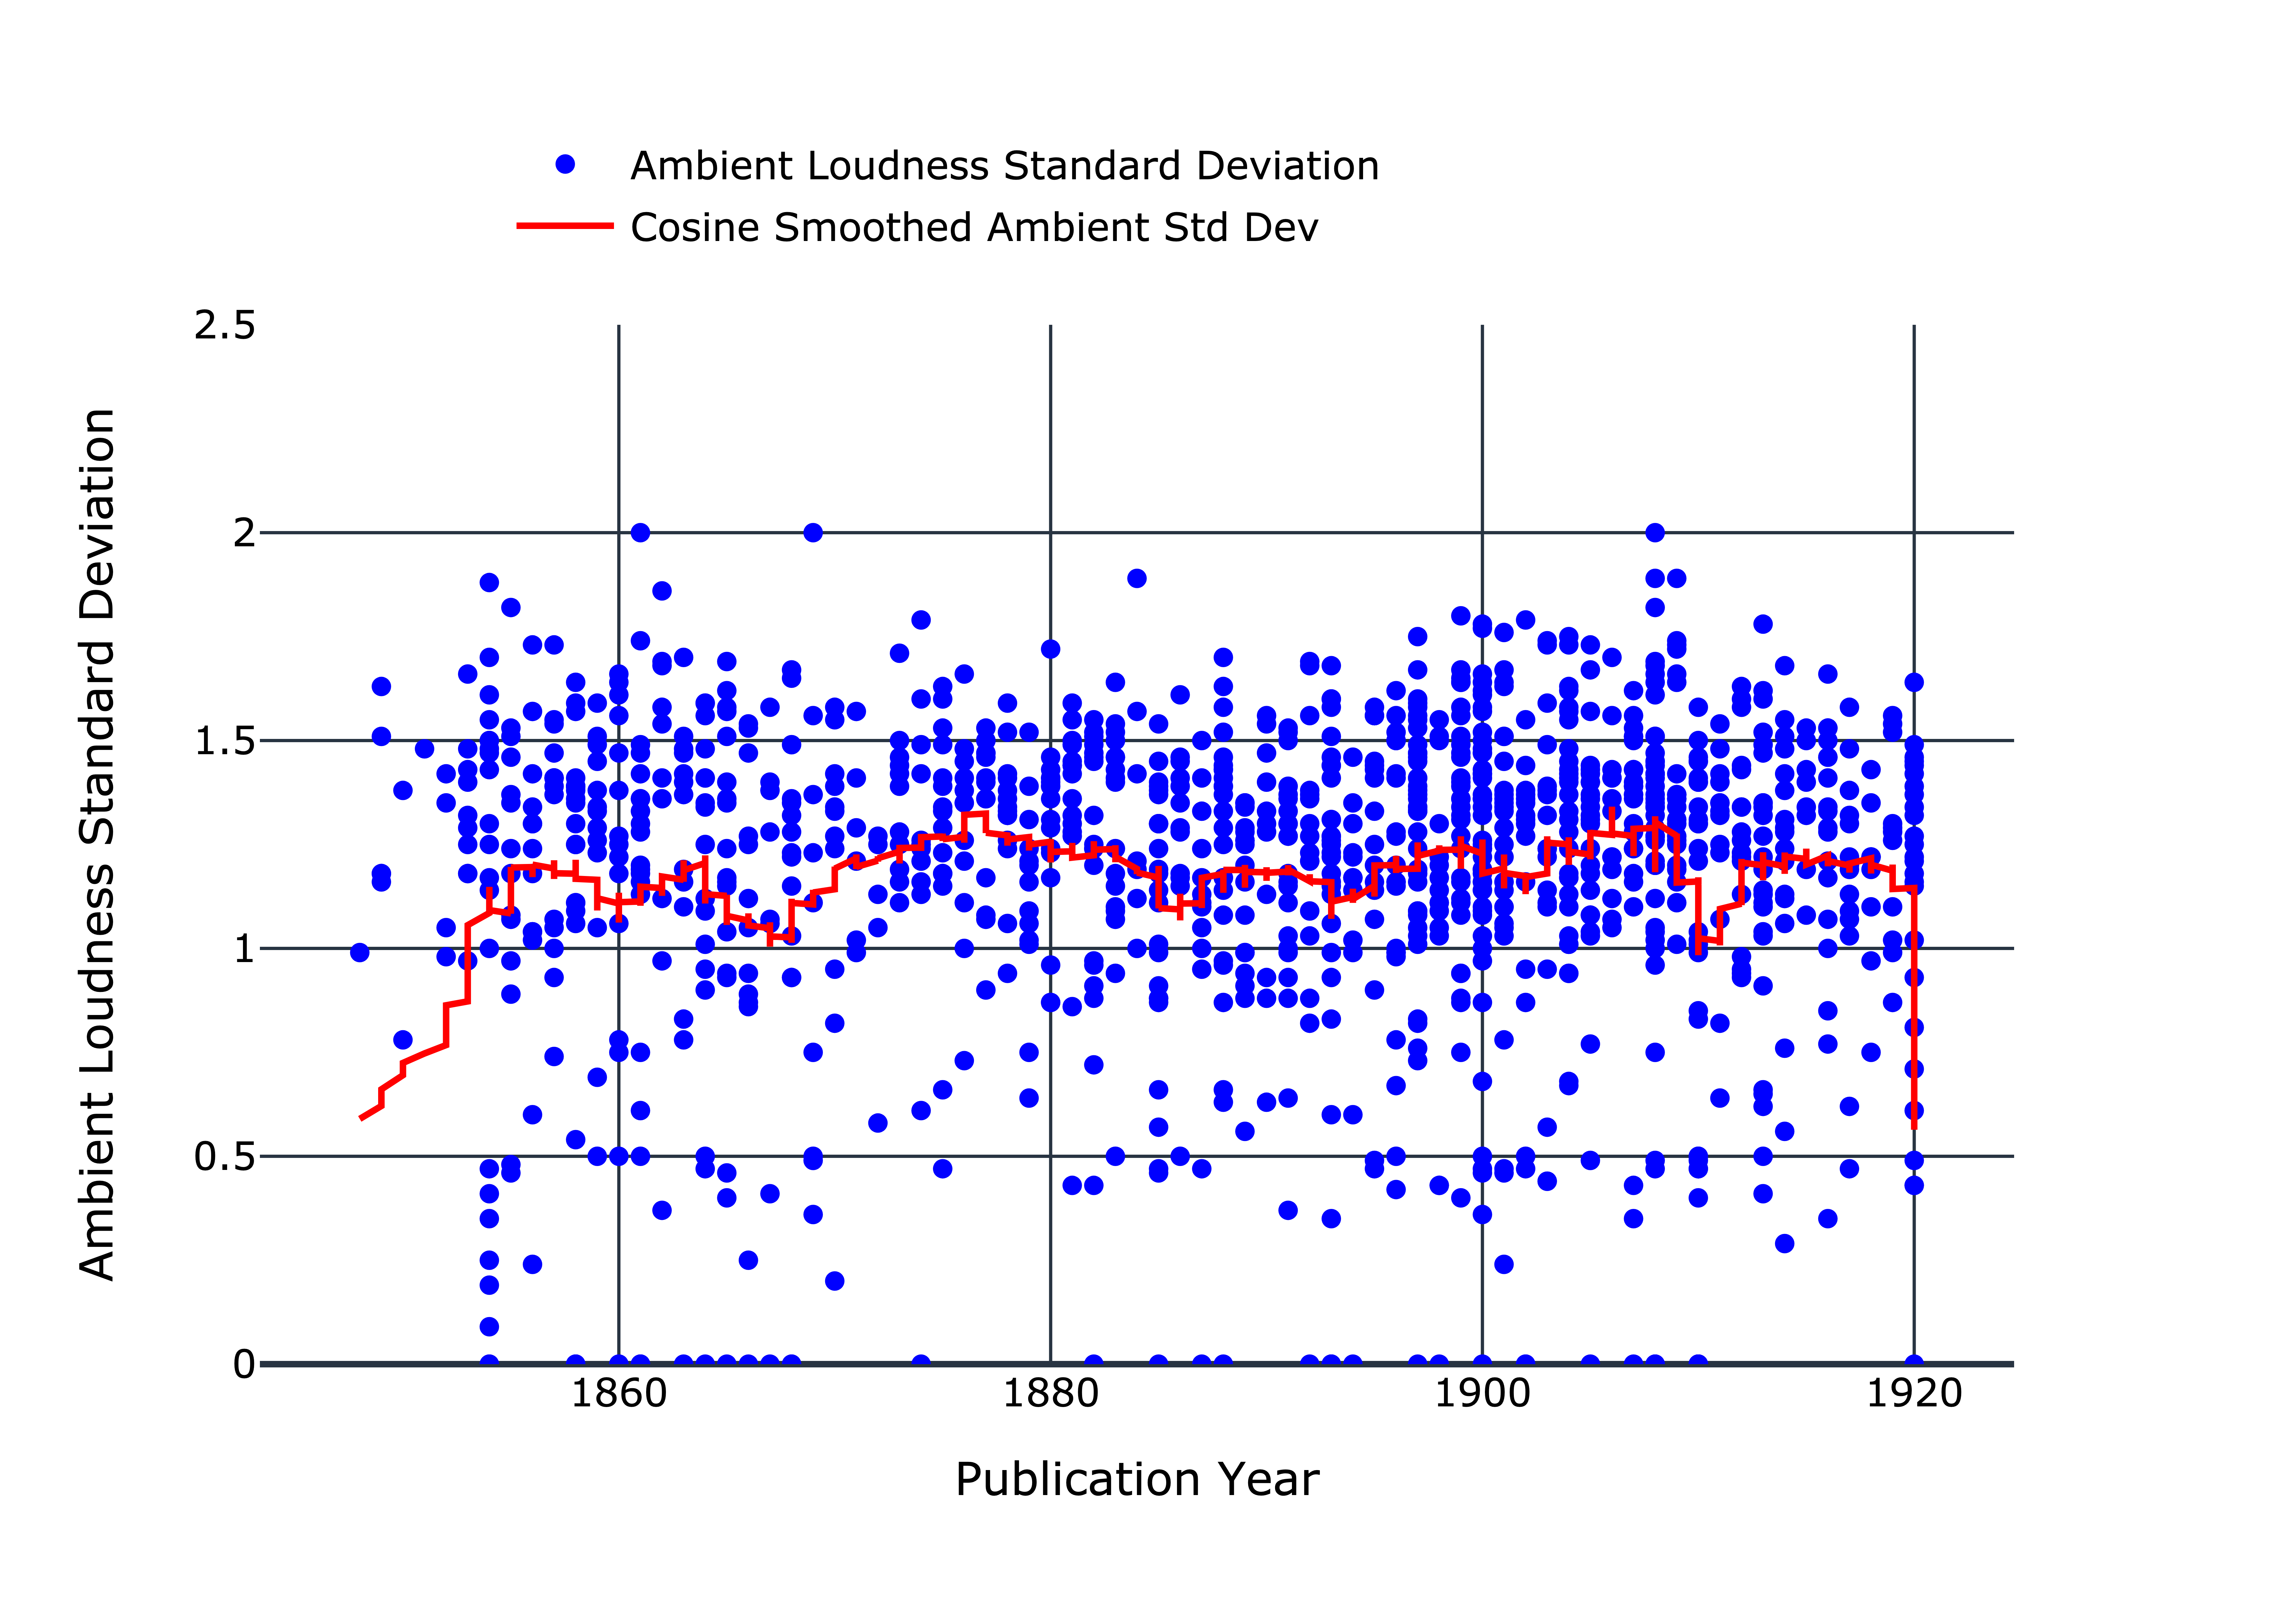 Ambient Loudness Standard Deviation
Cosine Smoothed Ambient Std Dev
2.5
2
1.5
1
0.5
0
Ambient Loudness Standard Deviation
1860
1880
1900
1920
Publication Year